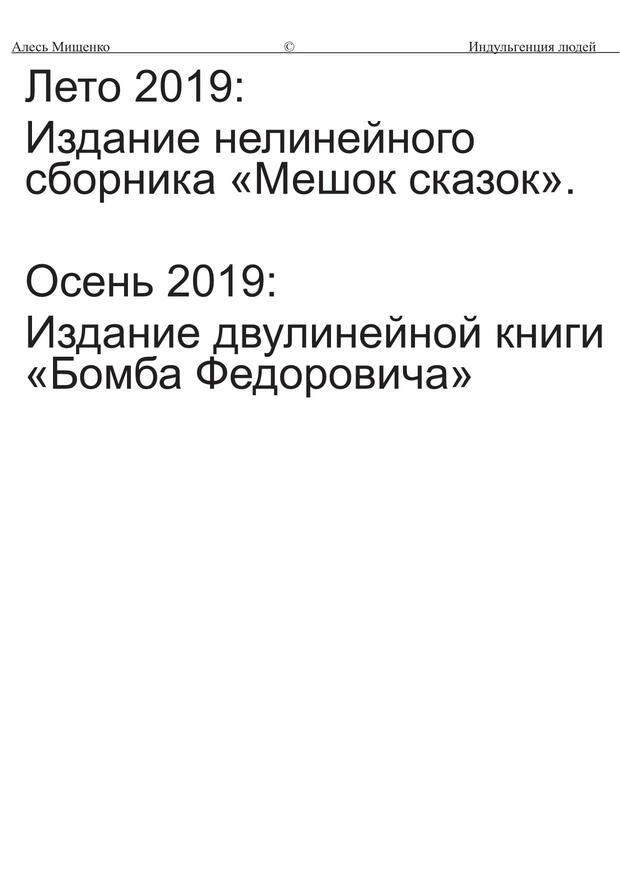 Алесь Мищенко © Индульгенция людей
Лето 2019:
Издание нелинейного
сборника «Мешок сказок».
Осень 2019:
Издание двулинейной книги
«Бомба Федоровича»